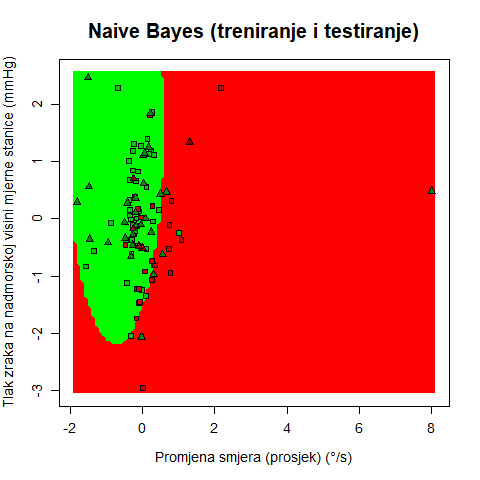 Naive Bayes (treniranje i testiranje)
Tlak zraka na nadmorskoj visini mjerne stanice (mmHg)
2
1
0
-1
-2
-3
-2 0 2 4 6 8
Promjena smjera (prosjek) (°/s)